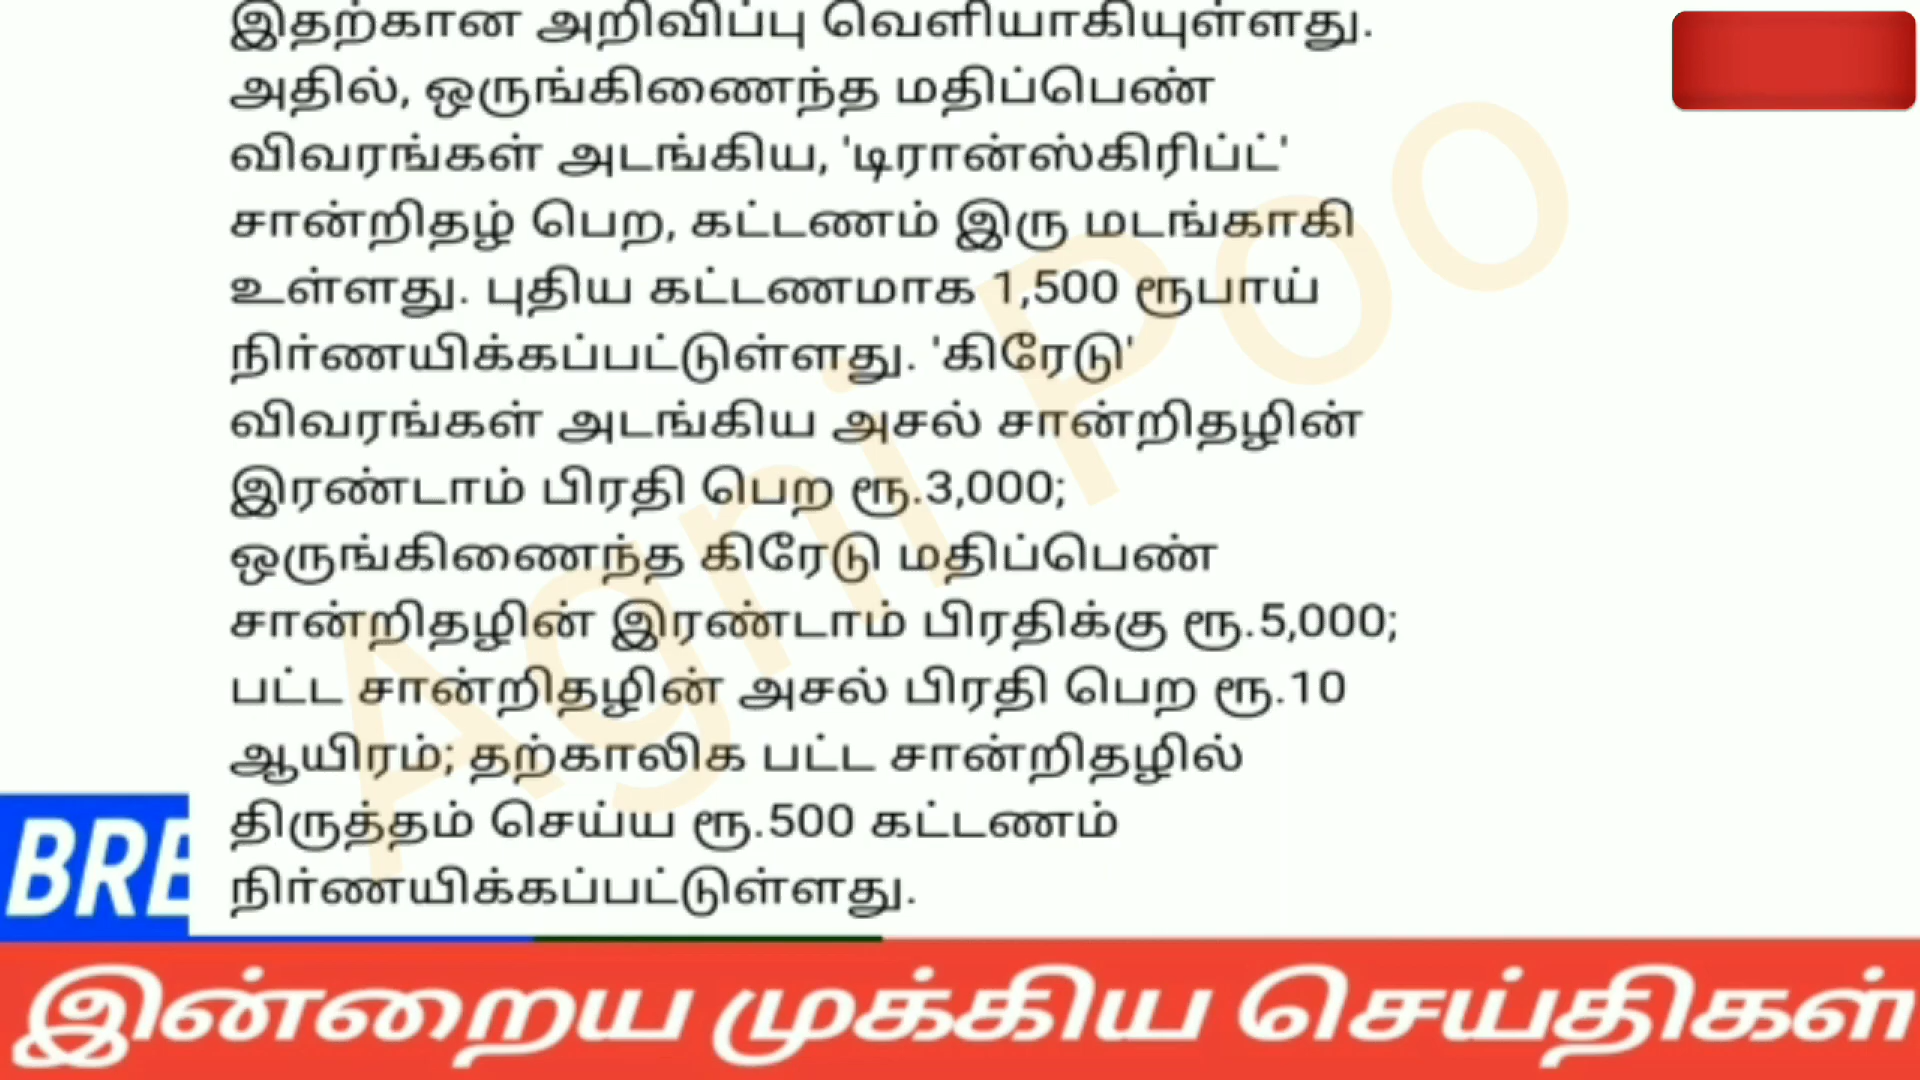 இதற்கான அறிவிப்பு வெளியாகியுள்ளது.
அதில், ஒருங்கிணைந்த மதிப்பெண்
விவரங்கள் அடங்கிய, 'டிரான்ஸ்கிரிப்ட்'
சான்றிதழ் பெற, கட்டணம் இரு மடங்காகி
உள்ளது. புதிய கட்டணமாக 1,500 ரூபாய்
நிர்ணயிக்கப்பட்டுள்ளது. 'கிரேடு'
விவரங்கள் அடங்கிய அசல் சான்றிதழின்
இரண்டாம் பிரதி பெற ரூ.3,000;
ஒருங்கிணைந்த கிரேடு மதிப்பெண்
சான்றிதழின் இரண்டாம் பிரதிக்கு ரூ.5,000;
பட்ட சான்றிதழின் அசல் பிரதி பெற ரூ.10
ஆயிரம்; தற்காலிக பட்ட சான்றிதழில்
திருத்தம் செய்ய ரூ.500 கட்டணம்
நிர்ணயிக்கப்பட்டுள்ளது.
Agni Poo
BRE
இன்றைய முக்கிய செய்திகள்